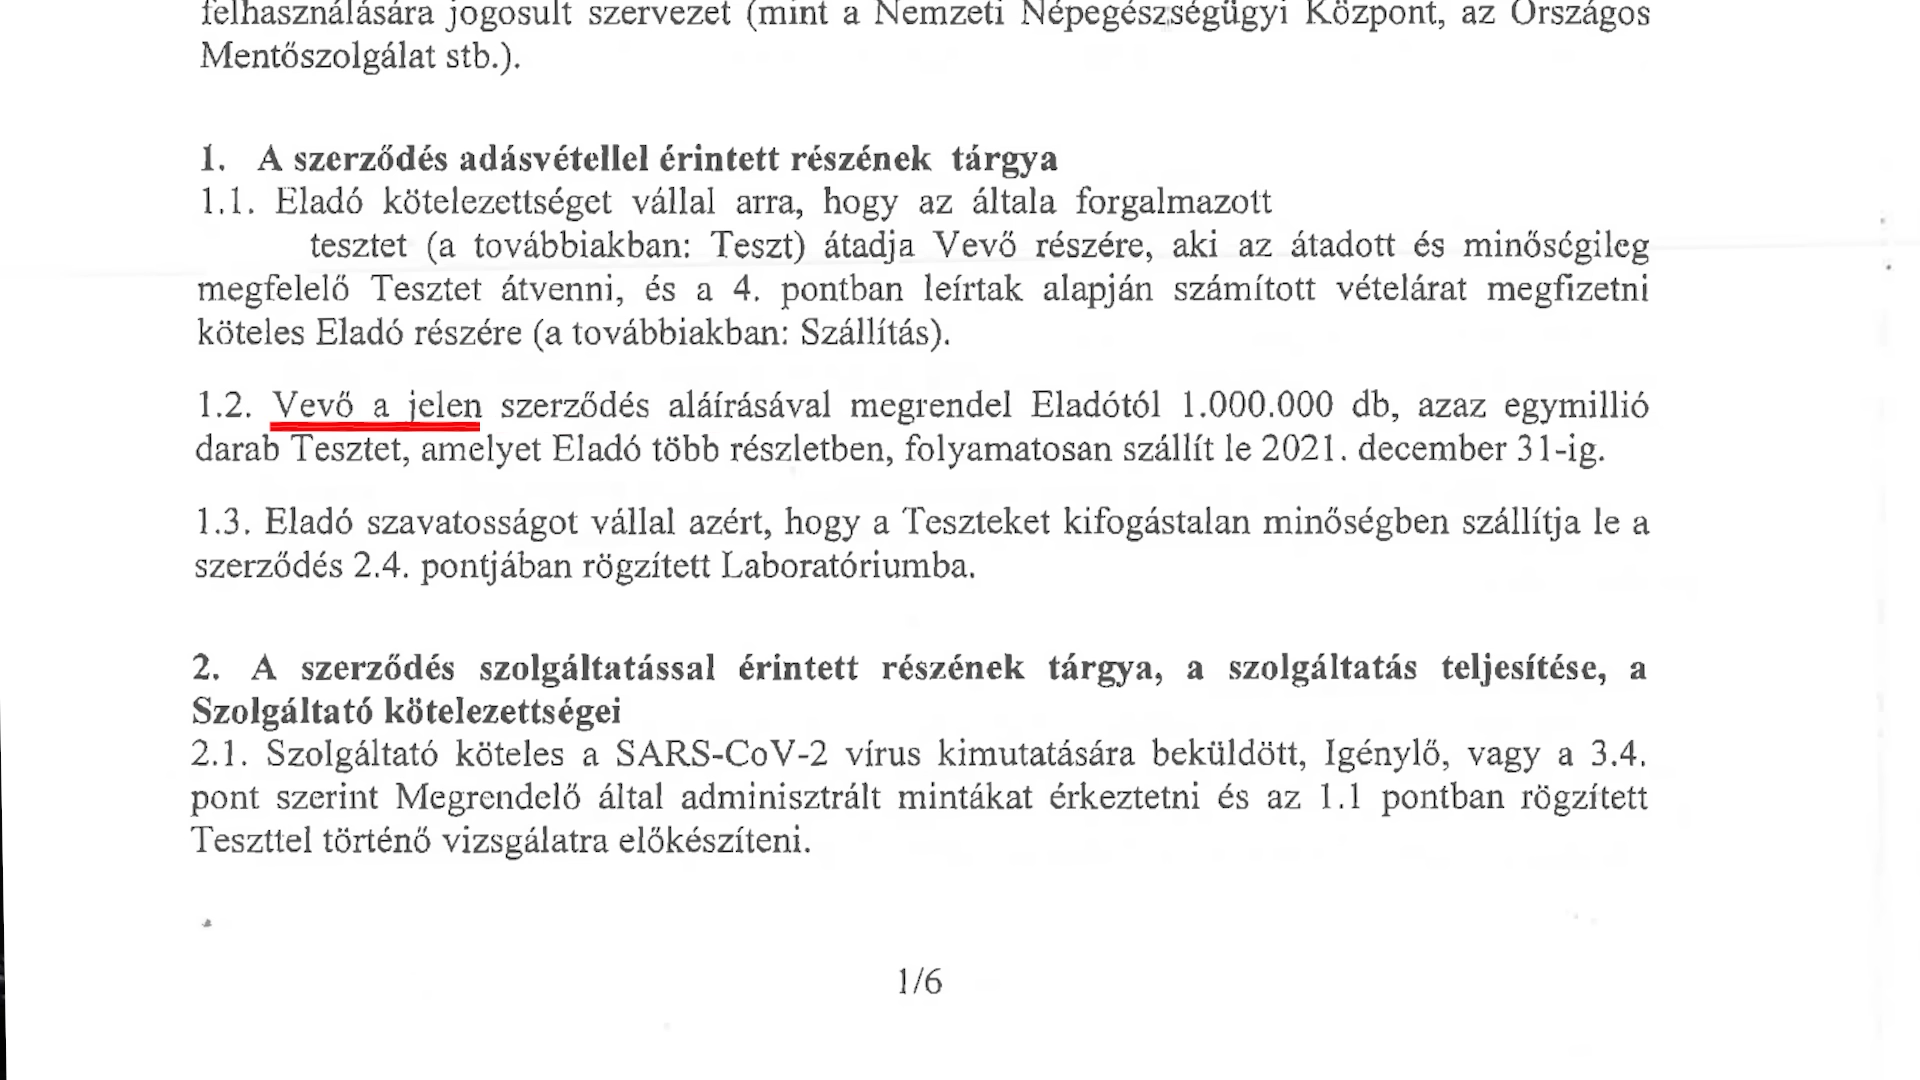 felhasználására jogosult szervezet (mint a Nemzeti Népegészségügyi Központ, az Országos
Mentőszolgálat stb.).
1. A szerződés adásvétellel érintett részének tárgya
1.1. Eladó kötelezettséget vállal arra, hogy az általa forgalmazott
tesztet (a továbbiakban: Teszt) átadja Vevő részére, aki az átadott és minőségileg
megfelelő Tesztet átvenni, és a 4. pontban leírtak alapján számított vételárat megfizetni
köteles Eladó részére (a továbbiakban: Szállítás).
1.2. Vevő a jelen szerződés aláírásával megrendel Eladótól 1.000.000 db, azaz egymillió
darab Tesztet, amelyet Eladó több részletben, folyamatosan szállít le 2021. december 31-ig.
1.3. Eladó szavatosságot vállal azért, hogy a Teszteket kifogástalan minőségben szállítja le a
szerződés 2.4. pontjában rögzített Laboratóriumba.
2. A szerződés szolgáltatással érintett részének tárgya, a szolgáltatás teljesítése, a
Szolgáltató kötelezettségei
2.1. Szolgáltató köteles a SARS-CoV-2 vírus kimutatására beküldött, Igénylő, vagy a 3.4.
pont szerint Megrendelő által adminisztrált mintákat érkeztetni és az 1.1 pontban rögzített
Teszttel történő vizsgálatra előkészíteni.
1/6